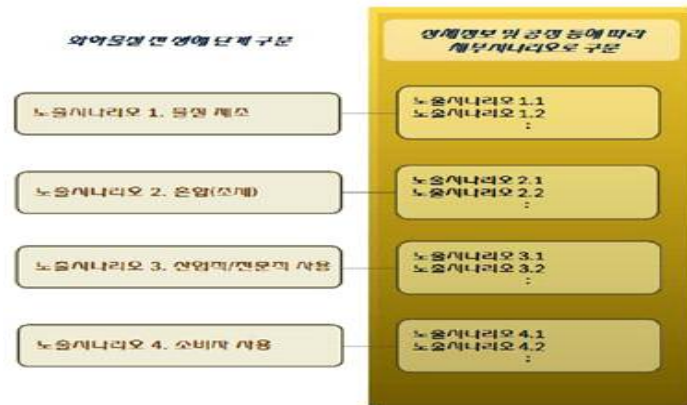 화학물질 전 생애 단계 구분
상세정보 및 공정 등에 따라
세부시나리오로 구분
노출시나리오 1. 물질 제조
노출시나리오 1.1
노출시나리오 1.2
:
노출시나리오 2. 혼합(조제)
노출시나리오 2.1
노출시나리오 2.2
:
노출시나리오 3. 산업적/전문적 사용
노출시나리오 3.1
노출시나리오 3.2
:
노출시나리오 4. 소비자 사용
노출시나리오 4.1
노출시나리오 4.2
: